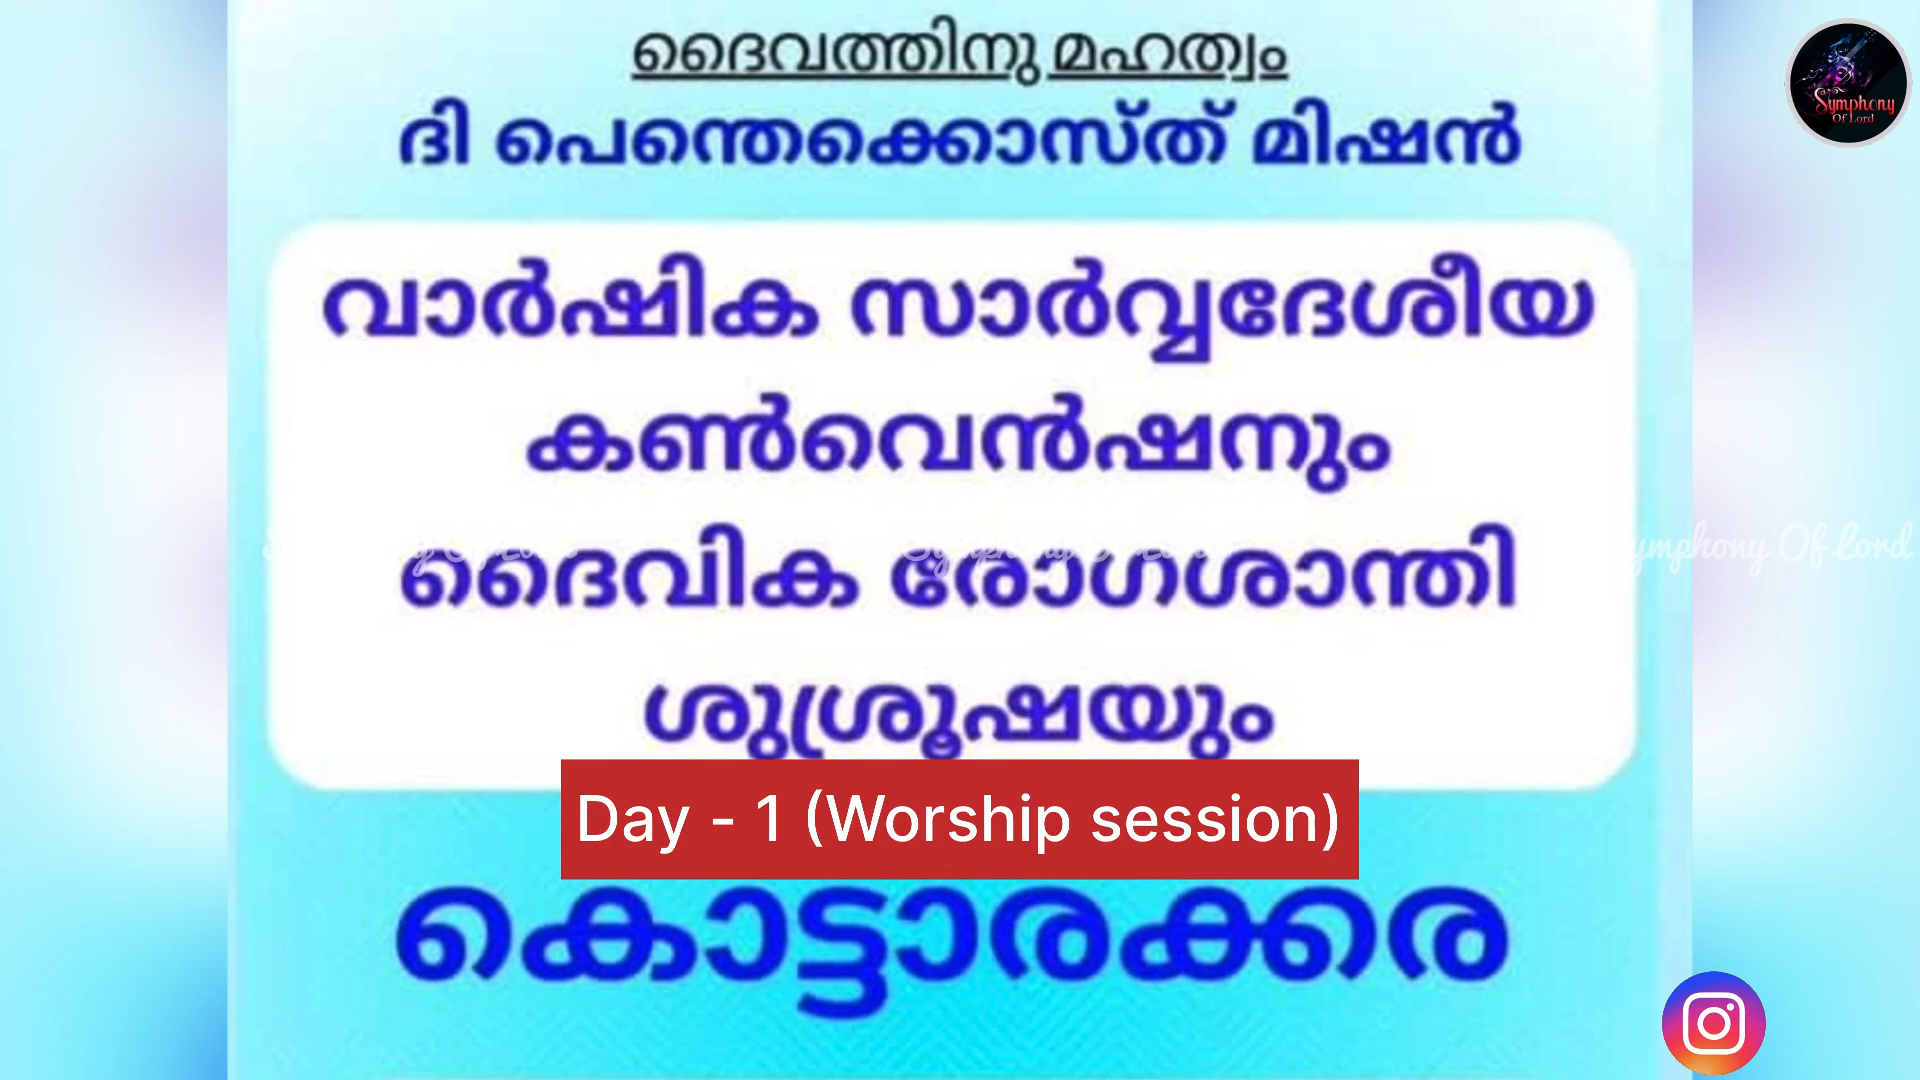 ദൈവത്തിനു മഹത്വം
ദി പെന്തെക്കൊസ്ത് മിഷൻ
Symphony
Of Lord
വാർഷിക സാർവ്വദേശീയ
കൺവെൻഷനും
Symphony Of Lord
ദൈവിക രോഗശാന്തി
ശുശ്രൂഷയും
Day - 1 (Worship session)
കൊട്ടാരക്കര